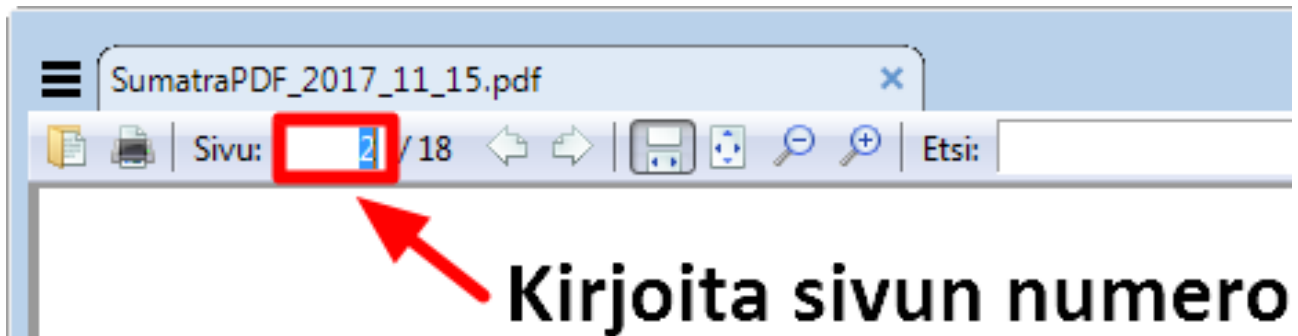 SumatraPDF_2017_11_15.pdf
Sivu: 2 / 18 Etsi:
Kirjoita sivun numero